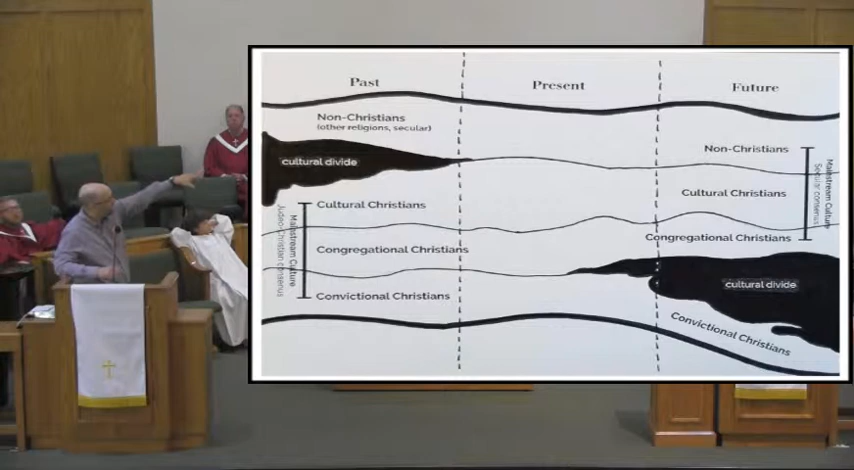 Past
Present
Future
Non-Christians
(other religions, secular)
cultural divide
Cultural Christians
Congregational Christians
Convictional Christians
Mainstream Culture
Judeo-Christian consensus
Non-Christians
Cultural Christians
Congregational Christians
cultural divide
Convictional Christians
Mainstream Culture
Secular consensus